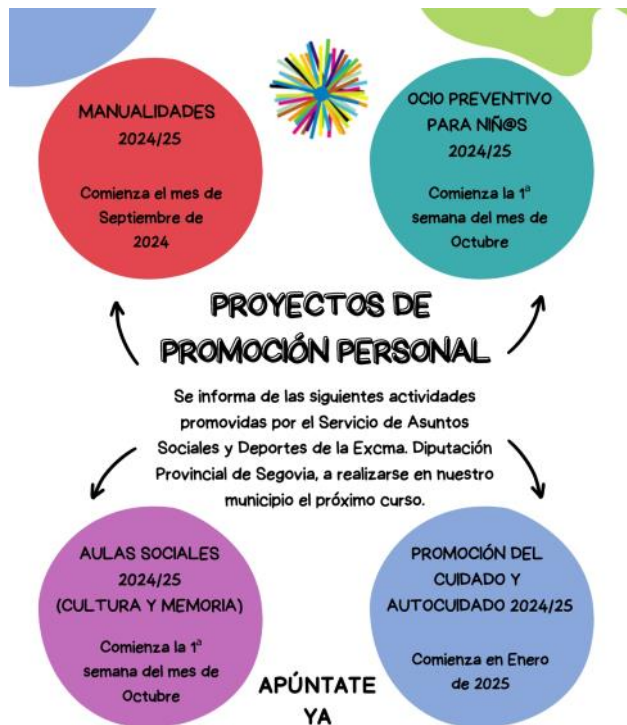 MANUALIDADES
2024/25
Comienza el mes de
Septiembre de
2024
OCIO PREVENTIVO
PARA NIÑ@S
2024/25
Comienza la 1ª
semana del mes de
Octubre
PROYECTOS DE
PROMOCIÓN PERSONAL
Se informa de las siguientes actividades
promovidas por el Servicio de Asuntos
Sociales y Deportes de la Excma. Diputación
Provincial de Segovia, a realizarse en nuestro
municipio el próximo curso.
AULAS SOCIALES
2024/25
(CULTURA Y MEMORIA)
Comienza la 1ª
semana del mes de
Octubre
PROMOCIÓN DEL
CUIDADO Y
AUTOCUIDADO 2024/25
Comienza en Enero
de 2025
APÚNTATE
YA